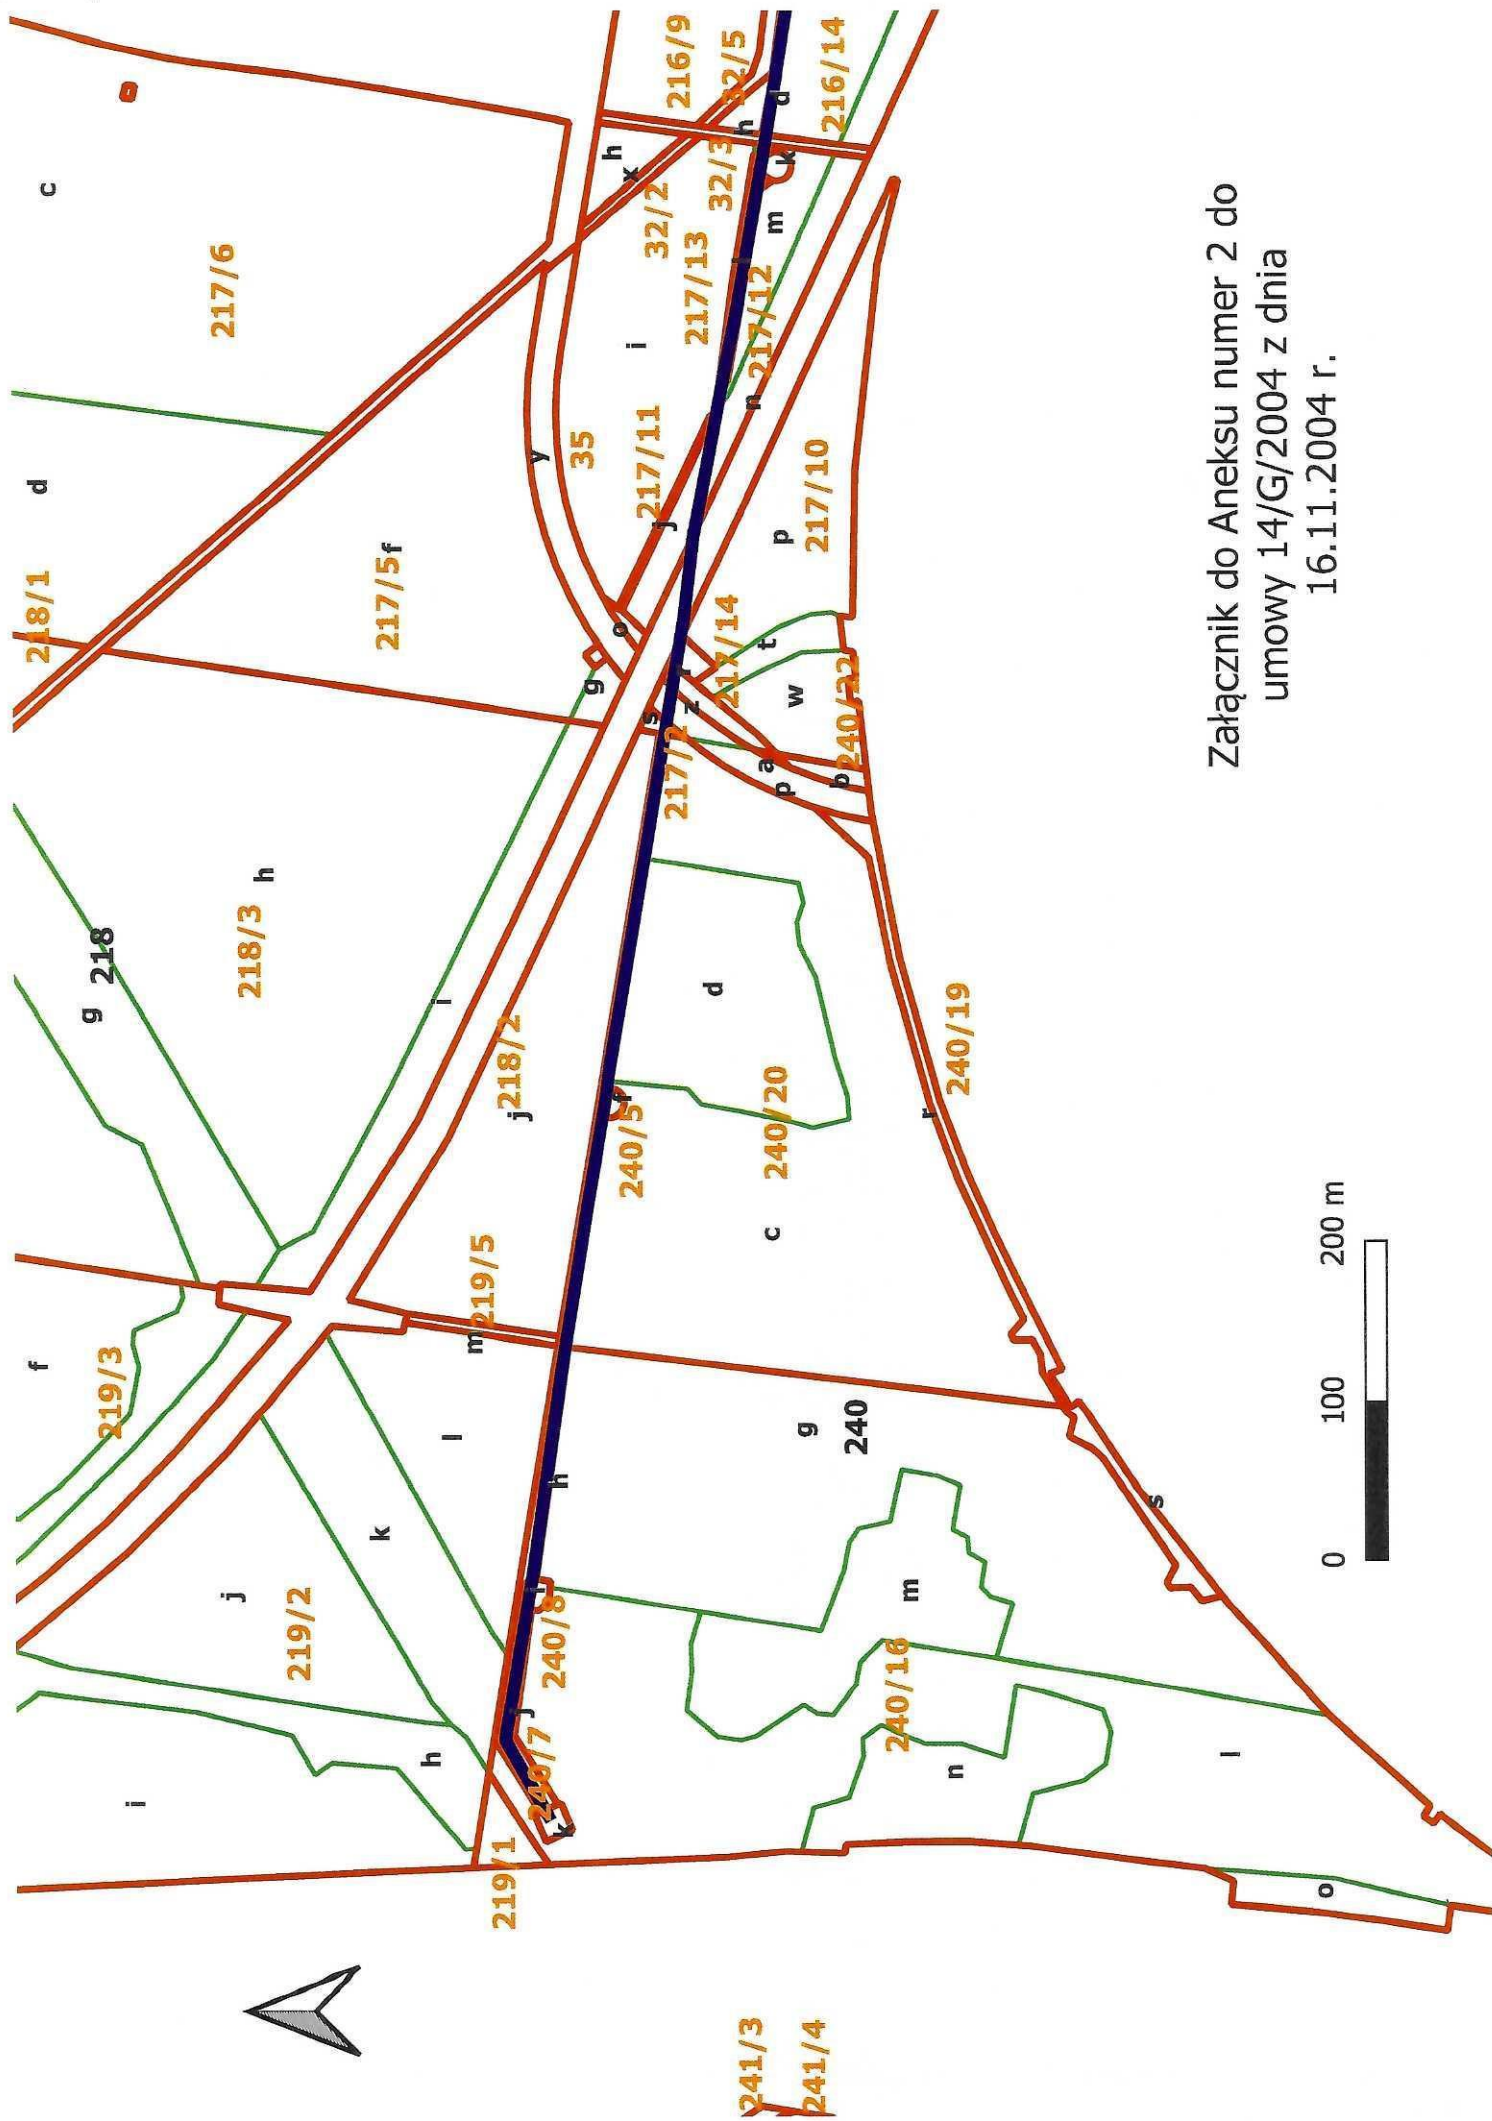 c
217/6
d
218/1
217/5
f
216/9
32/5
h
h
d
216/14
x
32/2
32/3
k
m
l
217/13
217/12
i
n
y
35
217/11
j
p
217/10
o
g
r
217/14
t
z
w
s
217/2
a
p
240/22
b
g
218
218/3
h
i
j
218/2
d
f
240/5
240/20
240/19
r
c
f
219/3
m
219/5
l
g
240
k
h
s
j
219/2
i
240/8
m
240/16
h
j
k
n
l
i
219/1
o
241/3
241/4
0
100
200 m
Załącznik do Aneksu numer 2 do
umowy 14/G/2004 z dnia
16.11.2004 r.